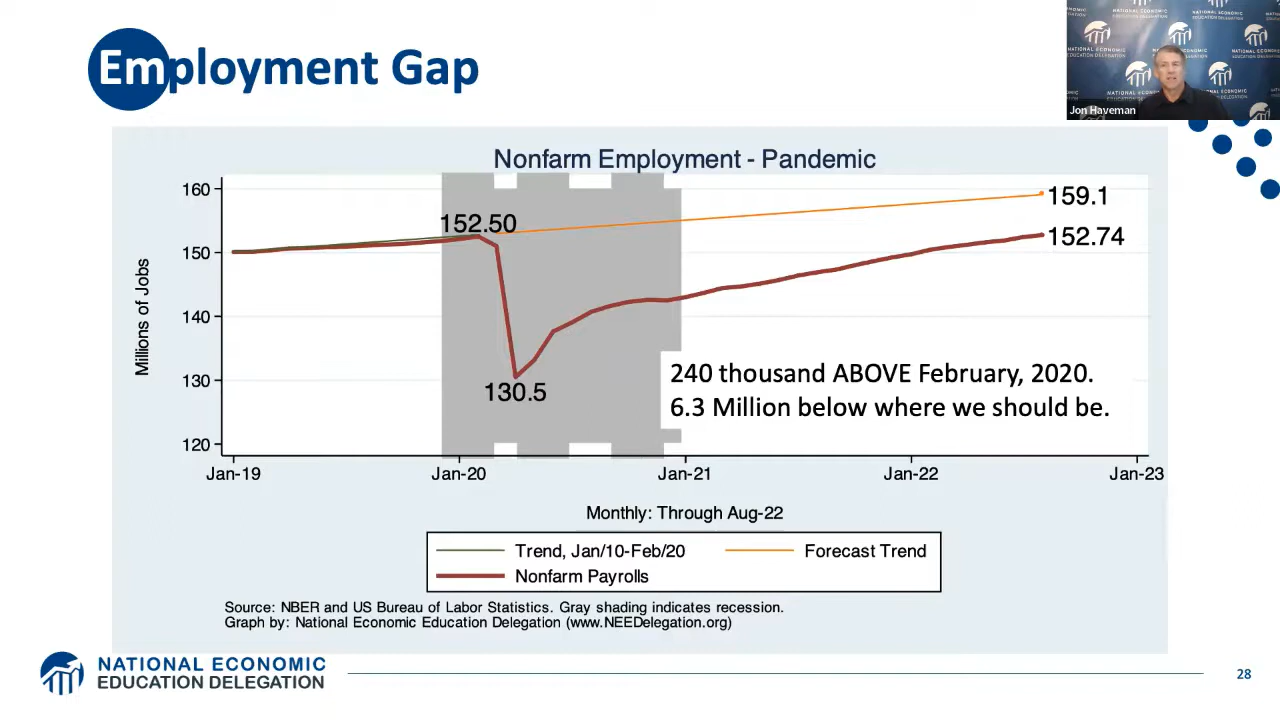 Employment Gap
NATIONAL ECONOMIC
EDUCATION DELEGATION
Jon Haveman
Nonfarm Employment - Pandemic
160
150
140
130
120
Millions of Jobs
152.50
130.5
159.1
152.74
240 thousand ABOVE February, 2020.
6.3 Million below where we should be.
Jan-19 Jan-20 Jan-21 Jan-22 Jan-23
Monthly: Through Aug-22
Trend, Jan/10-Feb/20 Forecast Trend
Nonfarm Payrolls
Source: NBER and US Bureau of Labor Statistics. Gray shading indicates recession.
Graph by: National Economic Education Delegation (www.NEEDelegation.org)
NATIONAL ECONOMIC
EDUCATION DELEGATION
28